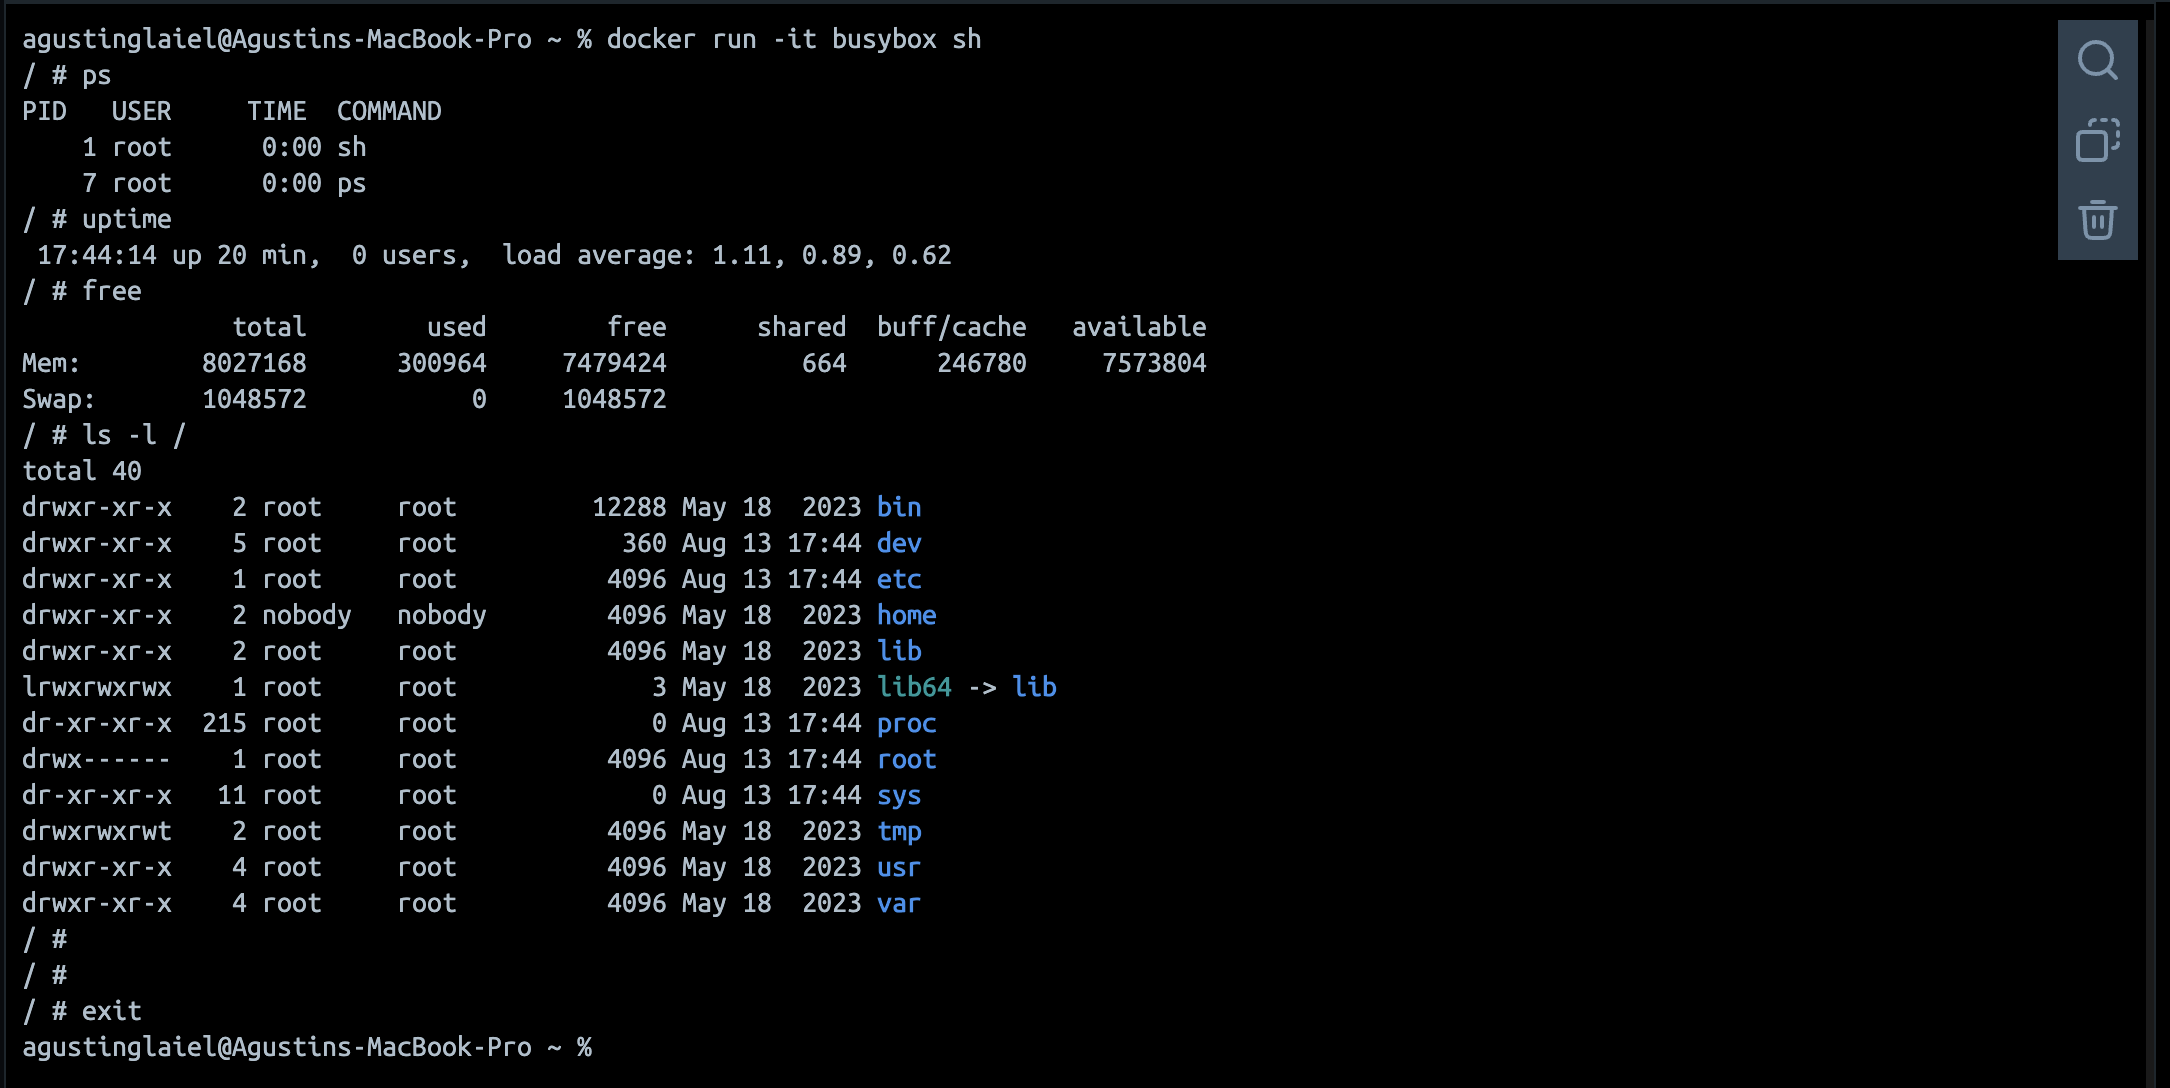 agustinglaiel@Agustins-MacBook-Pro ~ % docker run -it busybox sh
/ # ps
PID   USER     TIME  COMMAND
    1 root      0:00 sh
    7 root      0:00 ps
/ # uptime
 17:44:14 up 20 min,  0 users,  load average: 1.11, 0.89, 0.62
/ # free
              total        used        free      shared  buff/cache   available
Mem:        8027168      300964     7479424         664      246780     7573804
Swap:       1048572           0     1048572
/ # ls -l /
total 40
drwxr-xr-x    2 root     root         12288 May 18  2023 bin
drwxr-xr-x    5 root     root           360 Aug 13 17:44 dev
drwxr-xr-x    1 root     root          4096 Aug 13 17:44 etc
drwxr-xr-x    2 nobody   nobody        4096 May 18  2023 home
drwxr-xr-x    2 root     root          4096 May 18  2023 lib
lrwxrwxrwx    1 root     root             3 May 18  2023 lib64 -> lib
dr-xr-xr-x  215 root     root             0 Aug 13 17:44 proc
drwx------    1 root     root          4096 Aug 13 17:44 root
dr-xr-xr-x   11 root     root             0 Aug 13 17:44 sys
drwxrwxrwt    2 root     root          4096 May 18  2023 tmp
drwxr-xr-x    4 root     root          4096 May 18  2023 usr
drwxr-xr-x    4 root     root          4096 May 18  2023 var
/ #
/ #
/ # exit
agustinglaiel@Agustins-MacBook-Pro ~ %